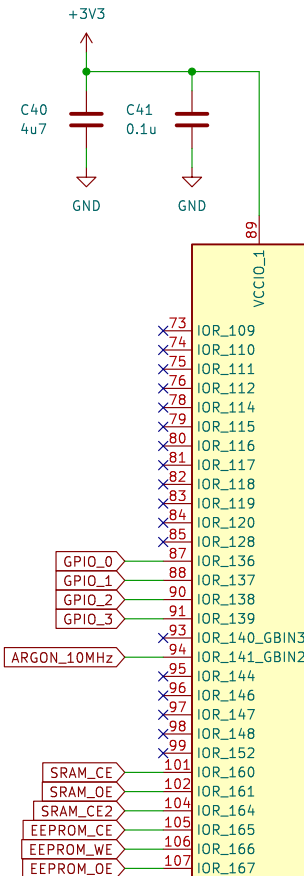 +3V3
C40
4u7
C41
0.1u
GND
GND
89
VCCIO_1
73 IOR_109
74 IOR_110
75 IOR_111
76 IOR_112
78 IOR_114
79 IOR_115
80 IOR_116
81 IOR_117
82 IOR_118
83 IOR_119
84 IOR_120
85 IOR_128
GPIO_0 87 IOR_136
GPIO_1 88 IOR_137
GPIO_2 90 IOR_138
GPIO_3 91 IOR_139
93 IOR_140_GBIN3
ARGON_10MHz 94 IOR_141_GBIN2
95 IOR_144
96 IOR_146
97 IOR_147
98 IOR_148
99 IOR_152
SRAM_CE 101 IOR_160
SRAM_OE 102 IOR_161
SRAM_CE2 104 IOR_164
EEPROM_CE 105 IOR_165
EEPROM_WE 106 IOR_166
EEPROM_OE 107 IOR_167